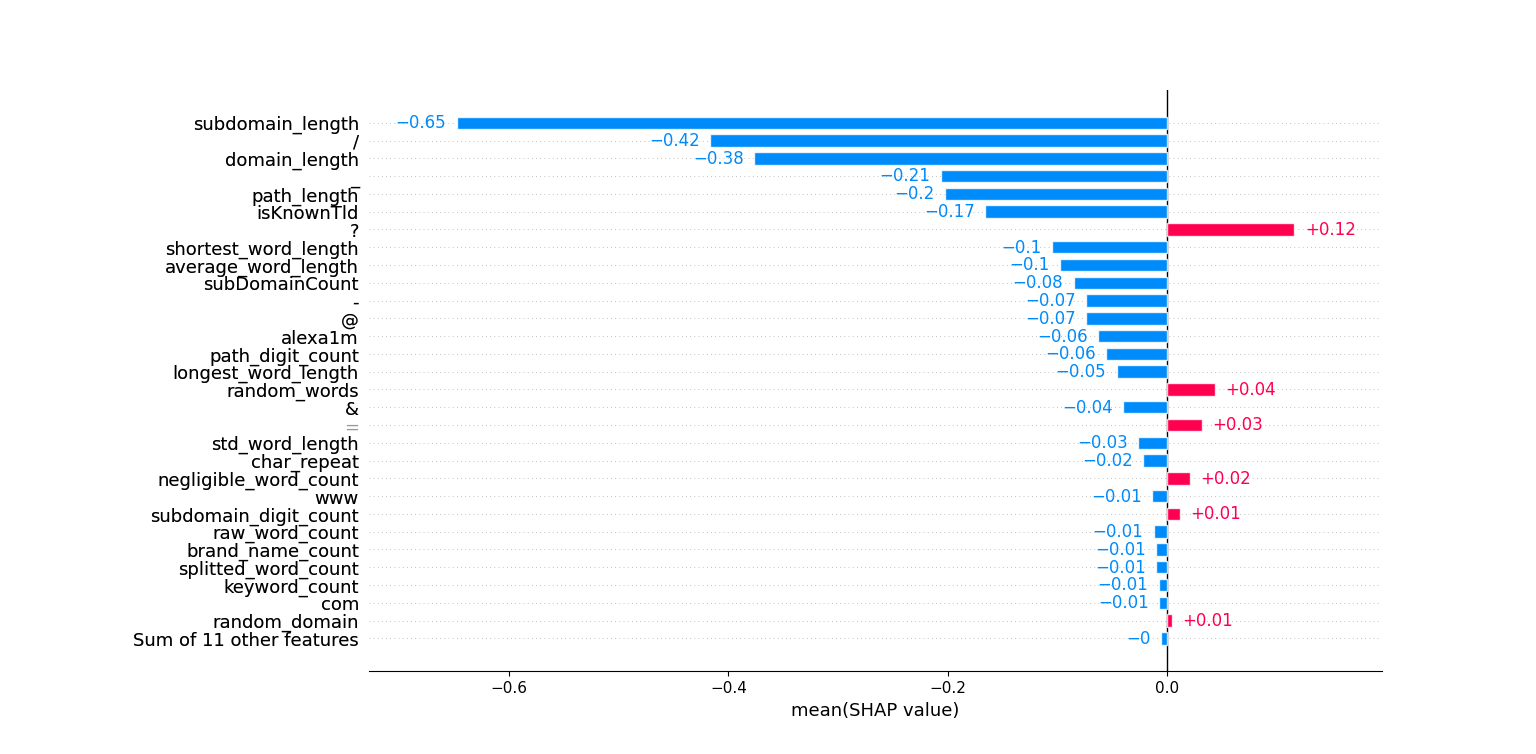 subdomain_length −0.65
/ −0.42
domain_length −0.38
_ −0.21
path_length −0.2
isKnownTld −0.17
? +0.12
shortest_word_length −0.1
average_word_length −0.1
subDomainCount −0.08
- −0.07
@ −0.07
alexa1m −0.06
path_digit_count −0.06
longest_word_length −0.05
random_words +0.04
& −0.04
= +0.03
std_word_length −0.03
char_repeat −0.02
negligible_word_count +0.02
www −0.01
subdomain_digit_count +0.01
raw_word_count −0.01
brand_name_count −0.01
splitted_word_count −0.01
keyword_count −0.01
com −0.01
random_domain +0.01
Sum of 11 other features −0
−0.6 −0.4 −0.2 0.0
mean(SHAP value)